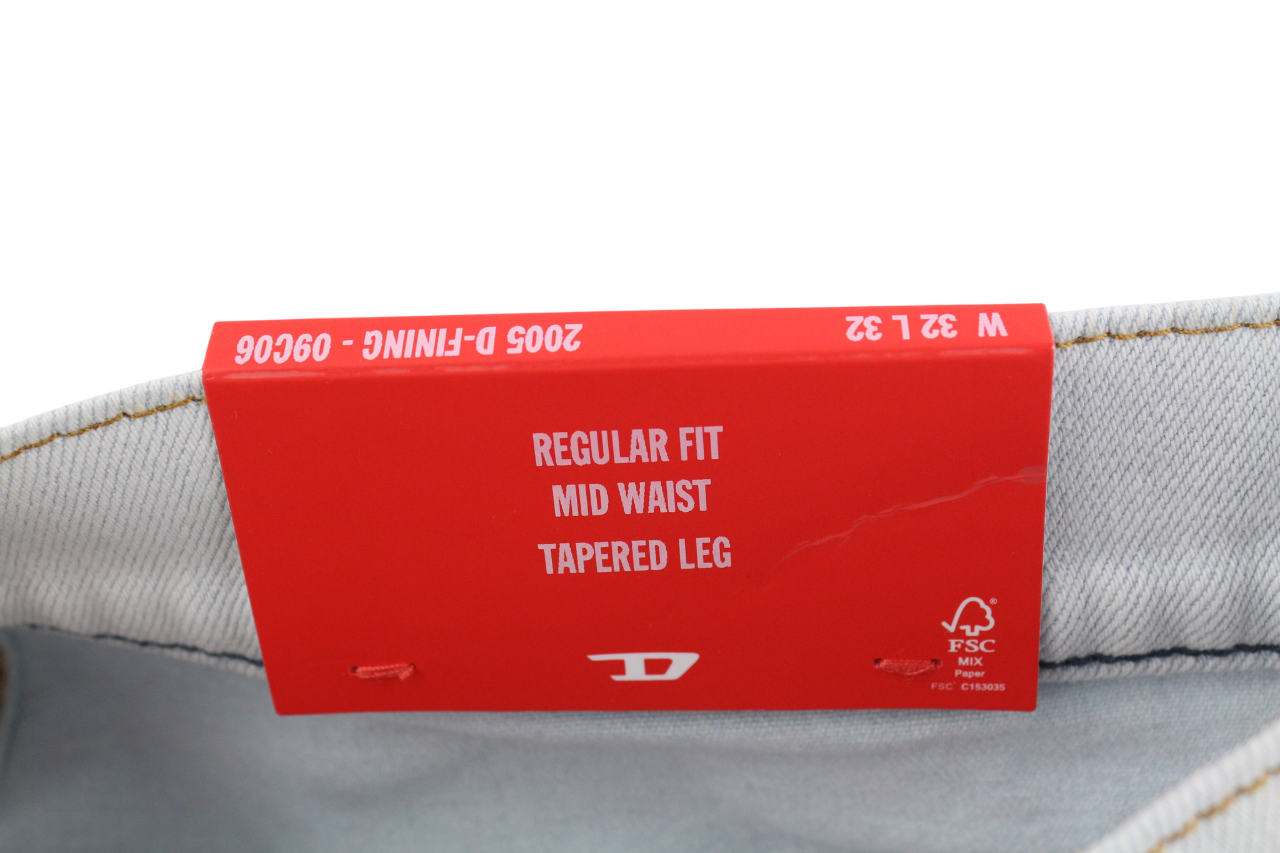 W 32 L 32
2005 D-FINING - 09C06
REGULAR FIT
MID WAIST
TAPERED LEG
D
FSC®
MIX
Paper
FSC® C153035